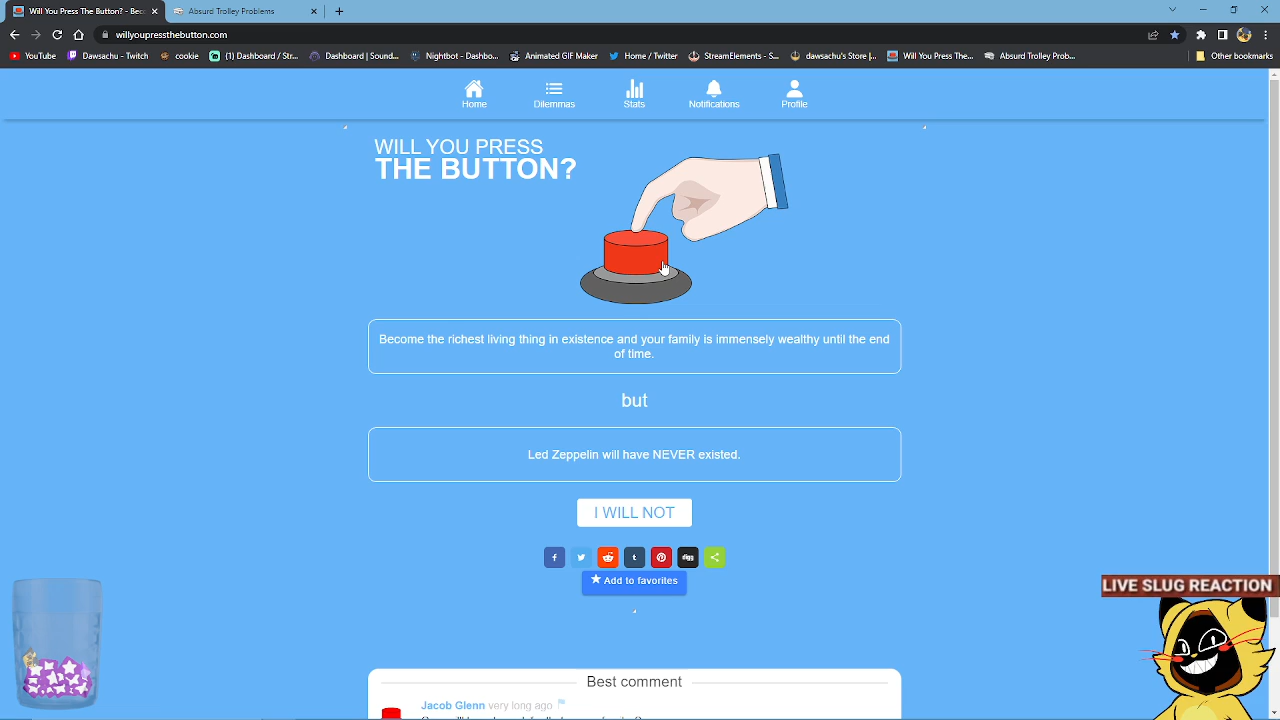 Will You Press The Button? - Bec
Absurd Trolley Problems
willyoupressthebutton.com
YouTube
Dawsachu - Twitch
cookie
(1) Dashboard / Str...
Dashboard | Sound...
Nightbot - Dashbo...
Animated GIF Maker
Home / Twitter
StreamElements - S...
dawsachu's Store |...
Will You Press The...
Absurd Trolley Prob...
Other bookmarks
Home
Dilemmas
Stats
Notifications
Profile
WILL YOU PRESS
THE BUTTON?
Become the richest living thing in existence and your family is immensely wealthy until the end
of time.
but
Led Zeppelin will have NEVER existed.
I WILL NOT
f
t
digg
Add to favorites
LIVE SLUG REACTION
Best comment
Jacob Glenn very long ago